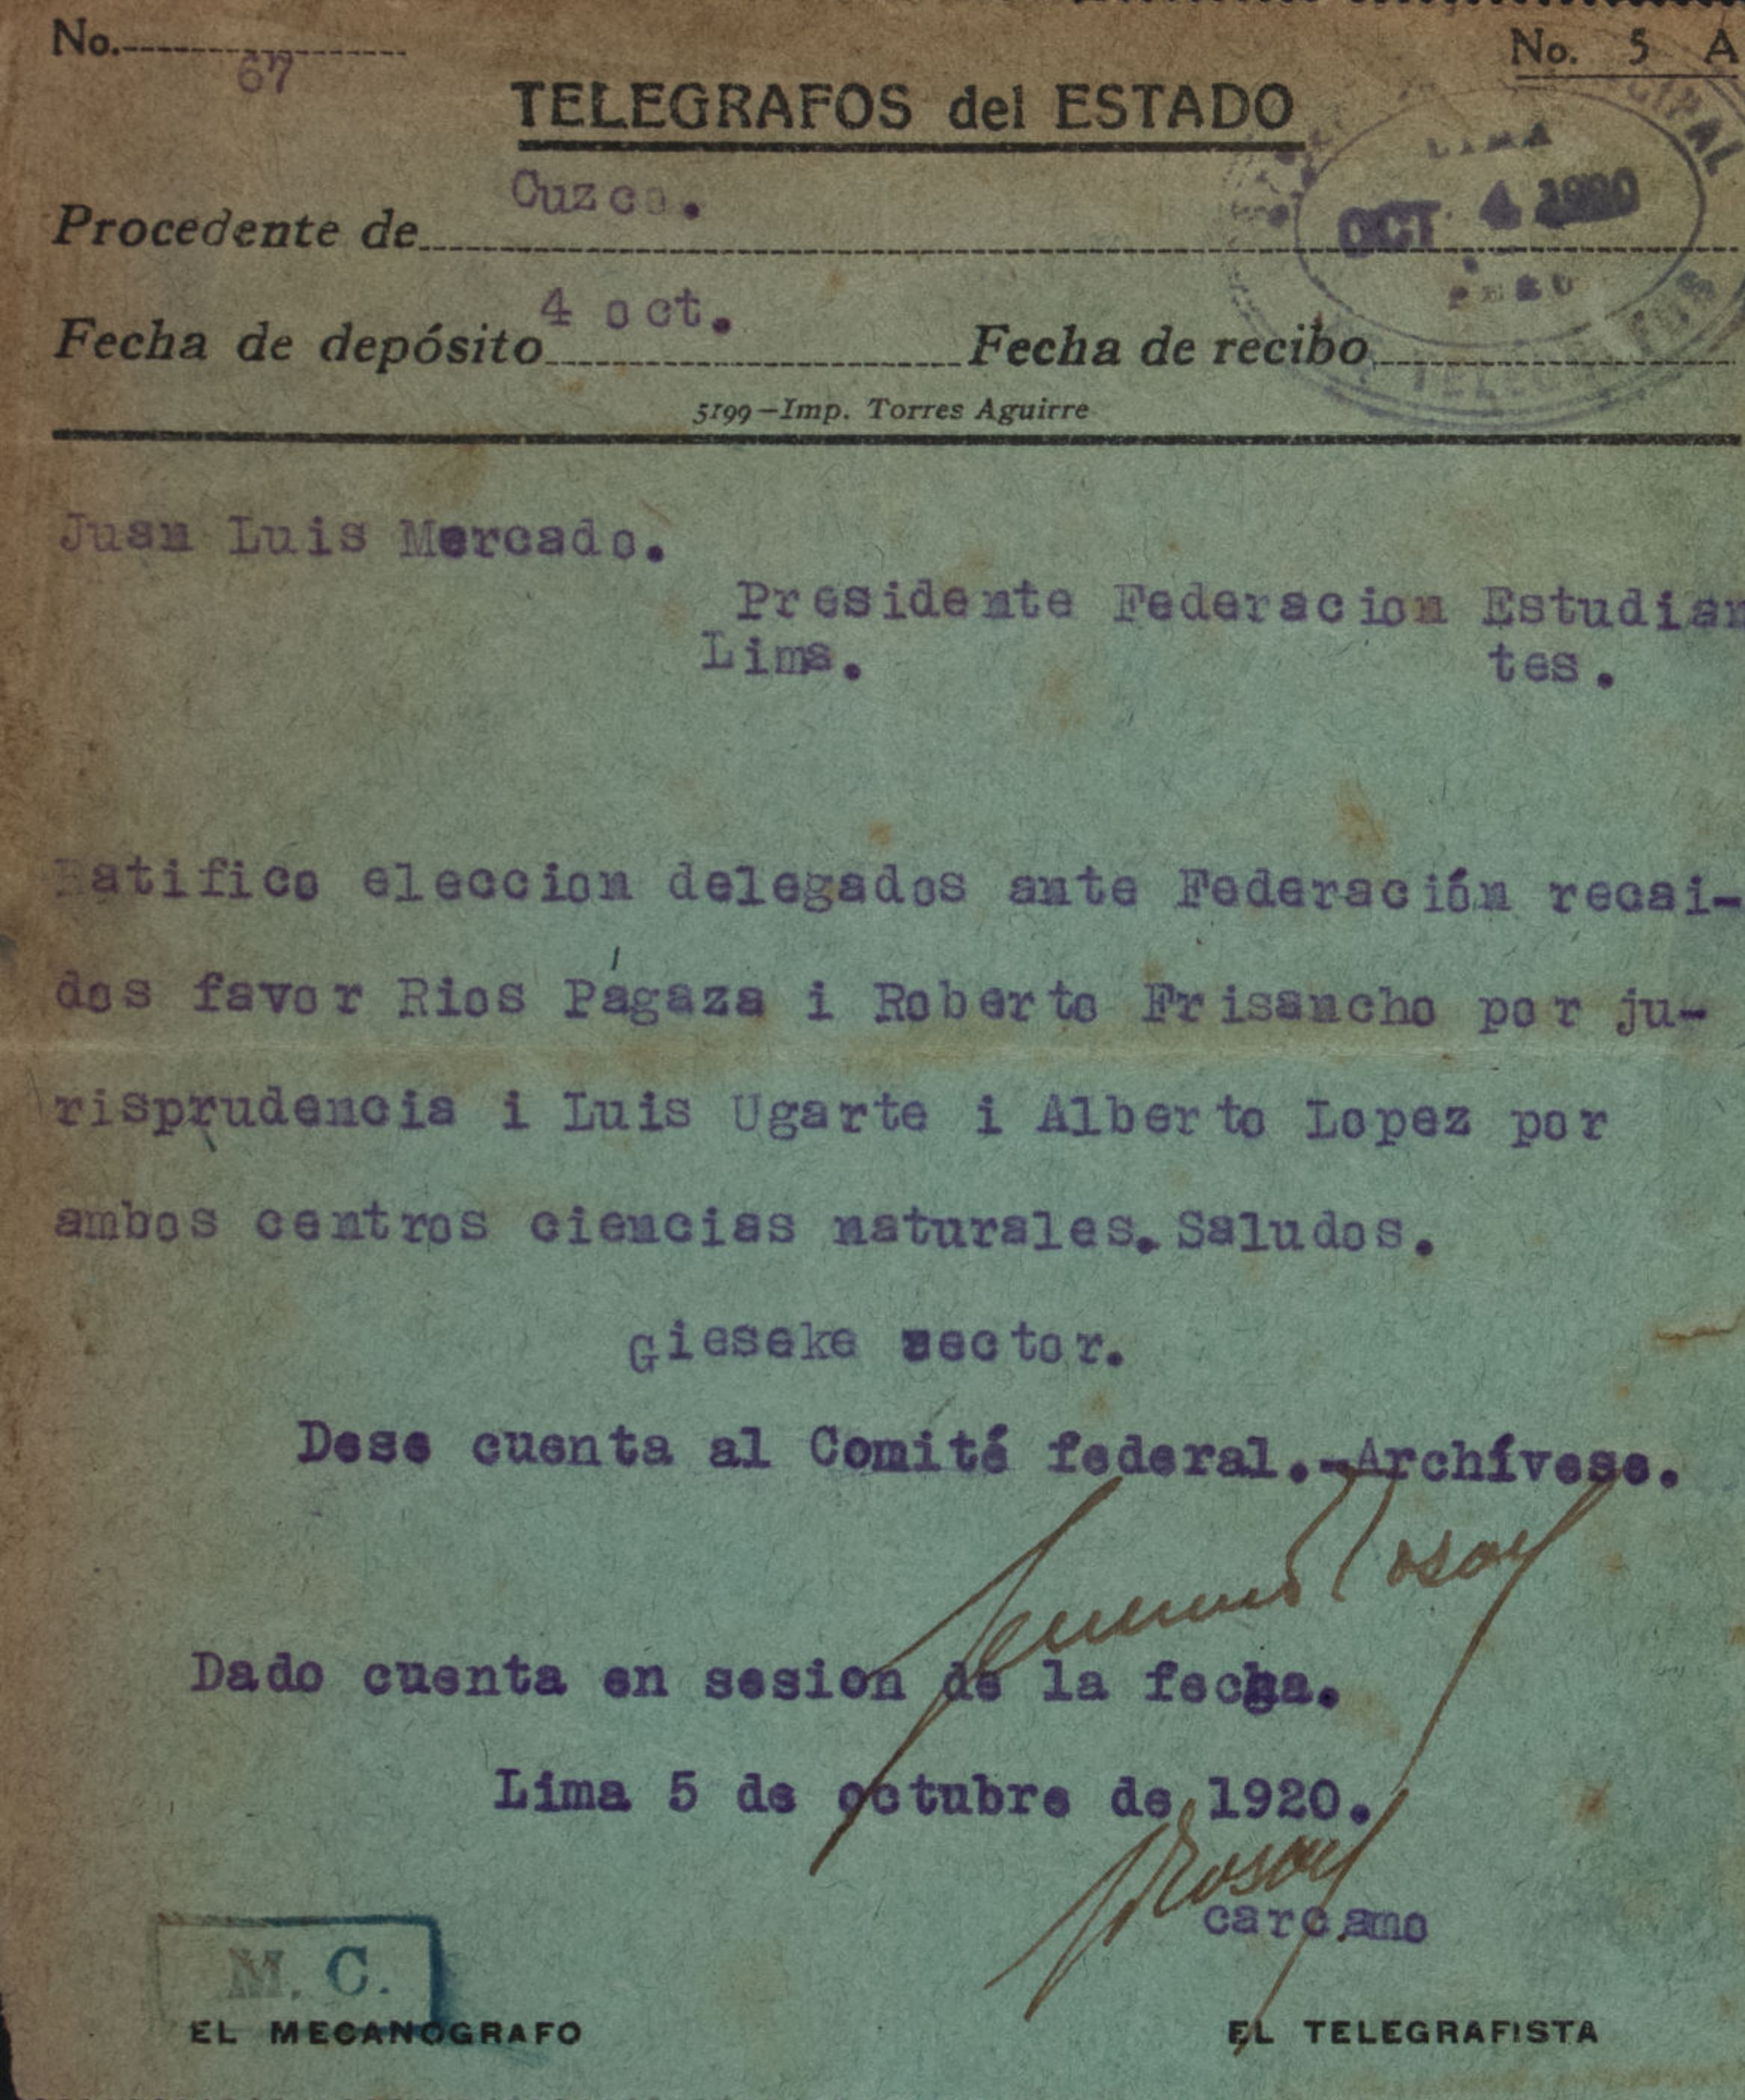 No. 67
No. 5 A
TELEGRAFOS del ESTADO
CIPAL
LIMA
OCT 4 1920
PERU
Procedente de Cuzco.
Fecha de depósito 4 oct. Fecha de recibo
5199—Imp. Torres Aguirre
Juan Luis Mercado.
Presidente Federacion Estudian
Lima. tes.
Ratifico eleccion delegados ante Federación recai-
dos favor Rios Págaza i Roberto Frisancho por ju-
risprudencia i Luis Ugarte i Alberto Lopez por
ambos centros ciencias naturales. Saludos.
Gieseke rector.
Dese cuenta al Comité federal.-Archívese.
Dado cuenta en sesion de la fecha.
Lima 5 de octubre de 1920.
carcamo
M. C.
EL MECANOGRAFO EL TELEGRAFISTA